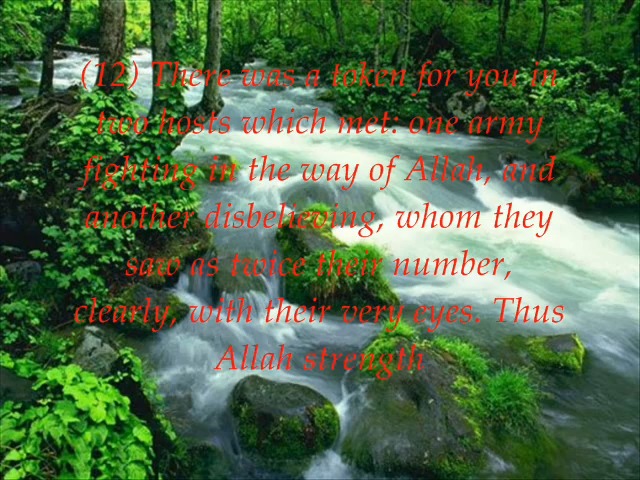 (12) There was a token for you in
two hosts which met: one army
fighting in the way of Allah, and
another disbelieving, whom they
saw as twice their number,
clearly, with their very eyes. Thus
Allah strength